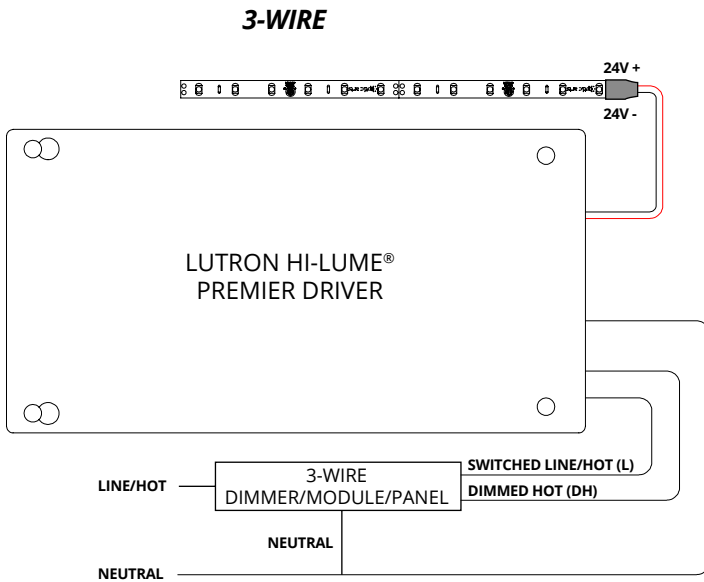 3-WIRE
24V +
24V -
LUTRON HI-LUME®
PREMIER DRIVER
SWITCHED LINE/HOT (L)
LINE/HOT
3-WIRE
DIMMER/MODULE/PANEL
DIMMED HOT (DH)
NEUTRAL
NEUTRAL